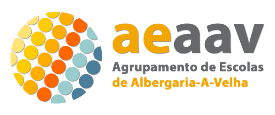 aeaav
Agrupamento de Escolas
de Albergaria-A-Velha